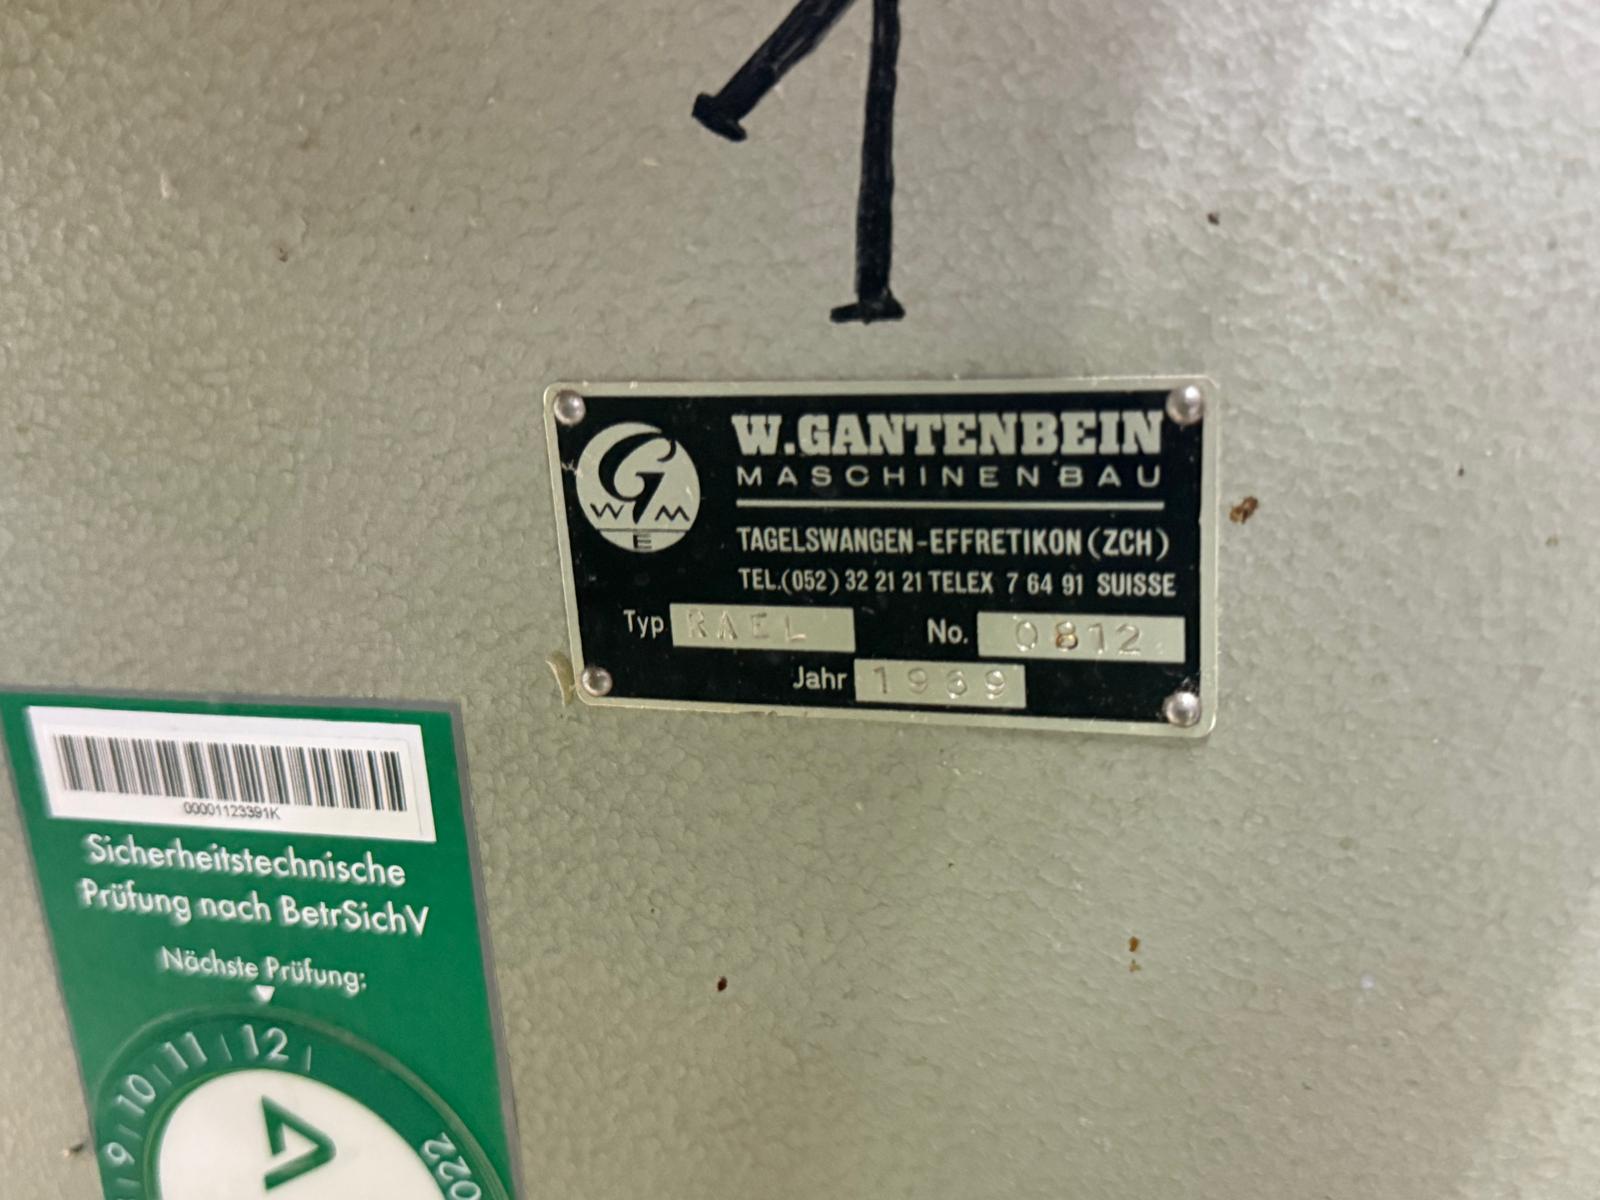 W.GANTENBEIN
MASCHINENBAU
G
W M
E
TAGELSWANGEN-EFFRETIKON (ZCH)
TEL.(052) 32 21 21 TELEX 7 64 91 SUISSE
Typ RAEL No. 0812
Jahr 1969
00001123391K
Sicherheitstechnische
Prüfung nach BetrSichV
Nächste Prüfung:
9 10 11 12